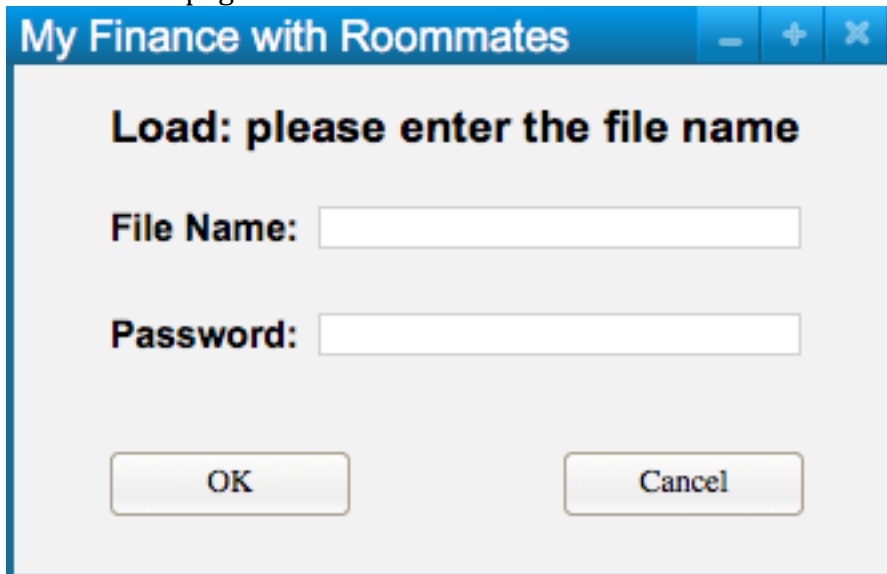 My Finance with Roommates
Load: please enter the file name
File Name:
Password:
OK Cancel